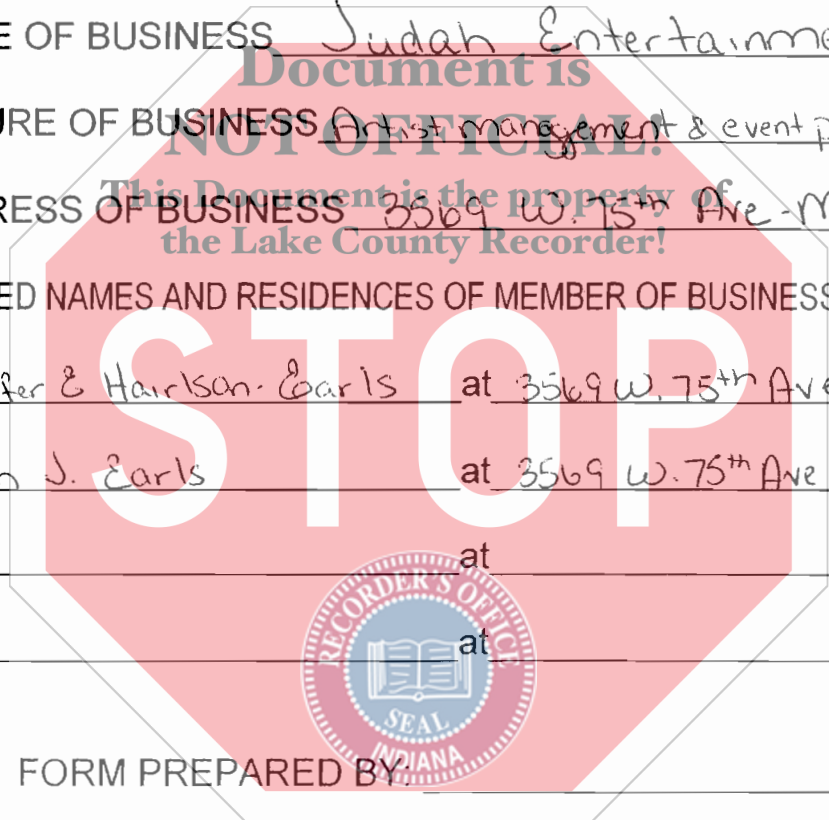 E OF BUSINESS Judah Entertainme
Document is
URE OF BUSINESS Artist management & event p
NOT OFFICIAL!
This Document is the property of
RESS OF BUSINESS 3569 W. 75th Ave - M
the Lake County Recorder!
ED NAMES AND RESIDENCES OF MEMBER OF BUSINESS
fer E Hairlson-Earls at 3569 W. 75th Ave
STOP
n J. Earls at 3569 W. 75th Ave
at
RECORDER'S OFFICE
at
SEAL
INDIANA
FORM PREPARED BY: